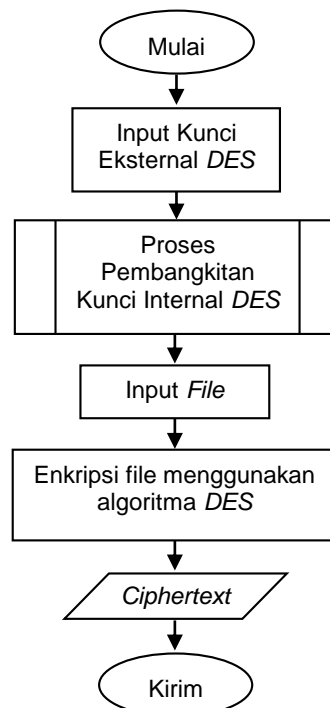 Mulai
Input Kunci
Eksternal DES
Proses
Pembangkitan
Kunci Internal DES
Input File
Enkripsi file menggunakan
algoritma DES
Ciphertext
Kirim